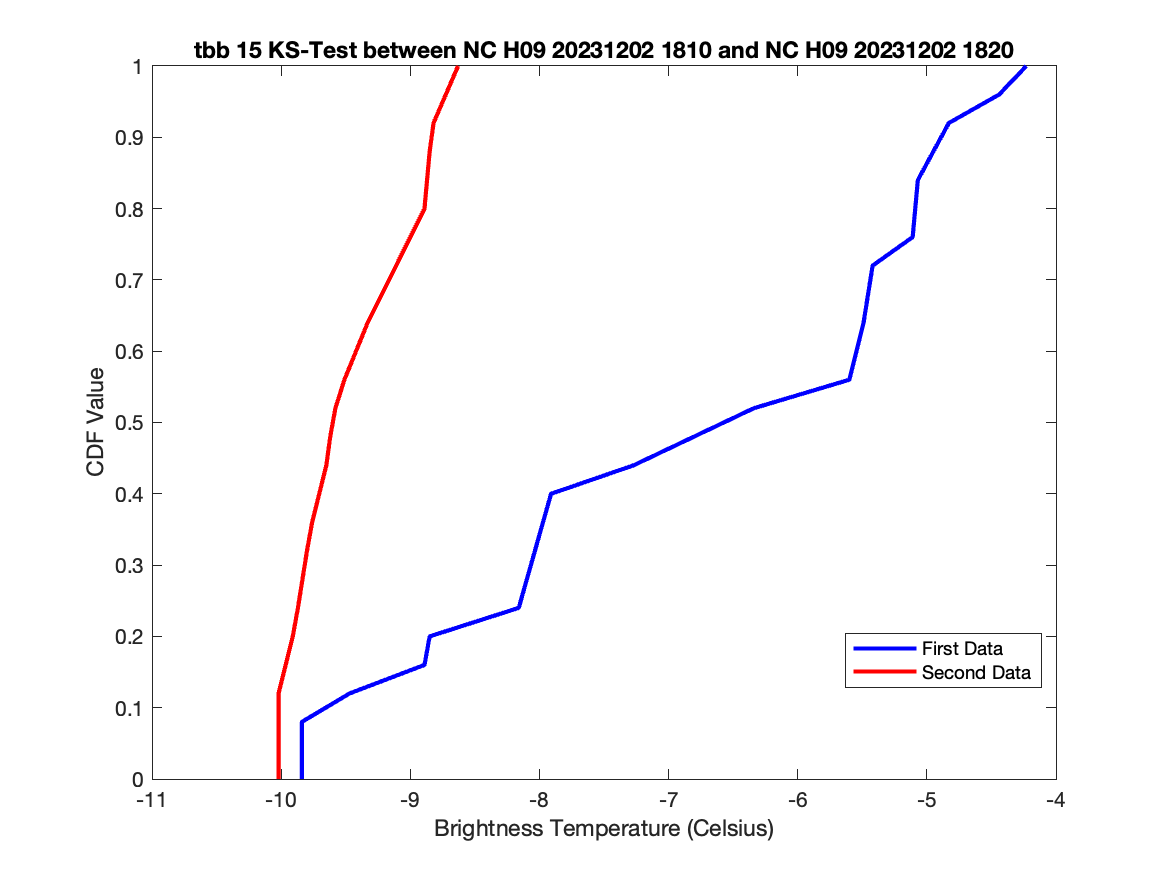 tbb 15 KS-Test between NC H09 20231202 1810 and NC H09 20231202 1820
1
0.9
0.8
0.7
0.6
0.5
0.4
0.3
0.2
0.1
0
CDF Value
First Data
Second Data
-11 -10 -9 -8 -7 -6 -5 -4
Brightness Temperature (Celsius)